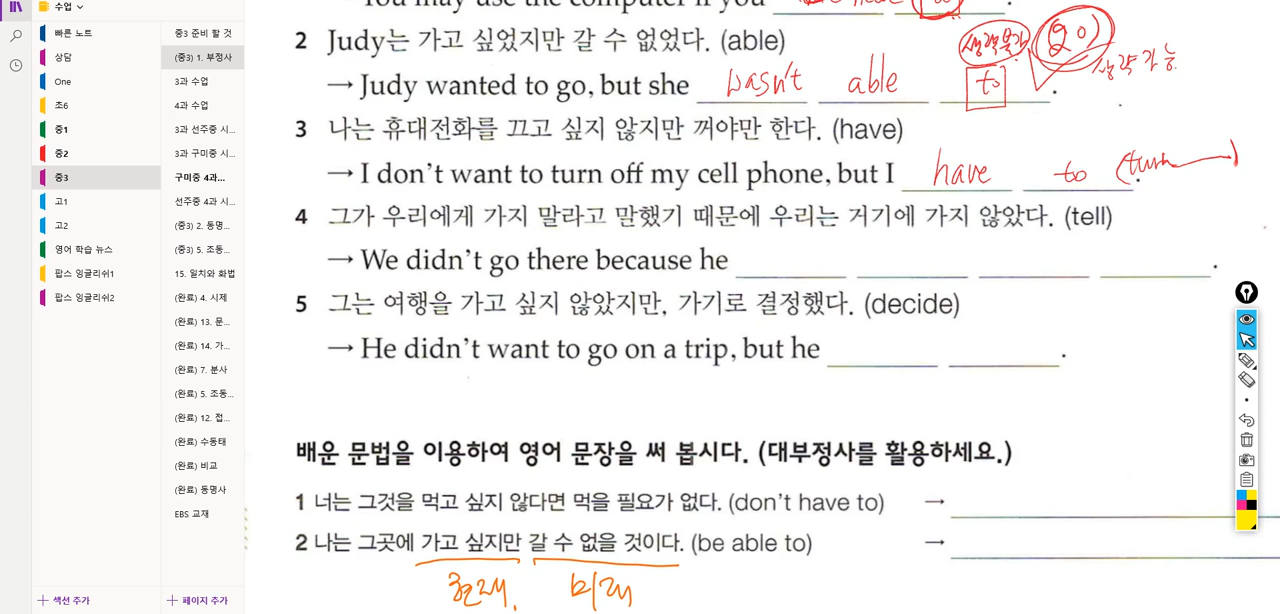 수업
빠른 노트
상담
One
초6
중1
중2
중3
고1
고2
영어 학습 뉴스
팝스 잉글리쉬1
팝스 잉글리쉬2
섹션 추가
중3 준비 할 것
(중3) 1. 부정사
3과 수업
4과 수업
3과 선주중 시...
3과 구미중 시...
구미중 4과...
선주중 4과 시...
(중3) 2. 동명...
(중3) 5. 조동...
15. 일치와 화법
(완료) 4. 시제
(완료) 13. 문...
(완료) 14. 가...
(완료) 7. 분사
(완료) 5. 조동...
(완료) 12. 접...
(완료) 수동태
(완료) 비교
(완료) 동명사
EBS 교재
페이지 추가
You may use the computer if you
2 Judy는 가고 싶었지만 갈 수 없었다. (able)
생략불가
생략 가능
→ Judy wanted to go, but she wasn't able to.
3 나는 휴대전화를 끄고 싶지 않지만 꺼야만 한다. (have)
→ I don't want to turn off my cell phone, but I have to (turn
4 그가 우리에게 가지 말라고 말했기 때문에 우리는 거기에 가지 않았다. (tell)
→ We didn't go there because he .
5 그는 여행을 가고 싶지 않았지만, 가기로 결정했다. (decide)
→ He didn't want to go on a trip, but he .
배운 문법을 이용하여 영어 문장을 써 봅시다. (대부정사를 활용하세요.)
1 너는 그것을 먹고 싶지 않다면 먹을 필요가 없다. (don't have to) →
2 나는 그곳에 가고 싶지만 갈 수 없을 것이다. (be able to) →
현재, 미래